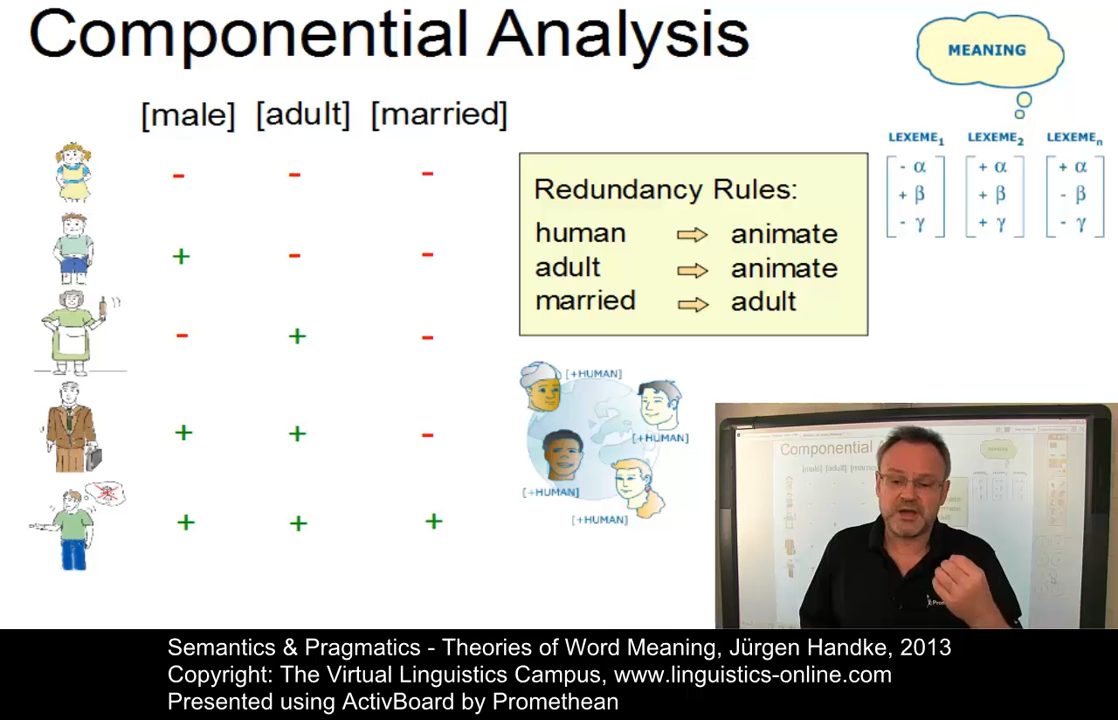 Componential Analysis
MEANING
[male] [adult] [married]
LEXEME1 LEXEME2 LEXEMEn
- α + α + α
+ β + β - β
- γ + γ - γ
- - -
+ - -
- + -
+ + -
+ + +
Redundancy Rules:
human ⇨ animate
adult ⇨ animate
married ⇨ adult
[+HUMAN]
[+HUMAN]
[+HUMAN]
[+HUMAN]
Componential A
[male] [adult]
Semantics & Pragmatics - Theories of Word Meaning, Jürgen Handke, 2013
Copyright: The Virtual Linguistics Campus, www.linguistics-online.com
Presented using ActivBoard by Promethean